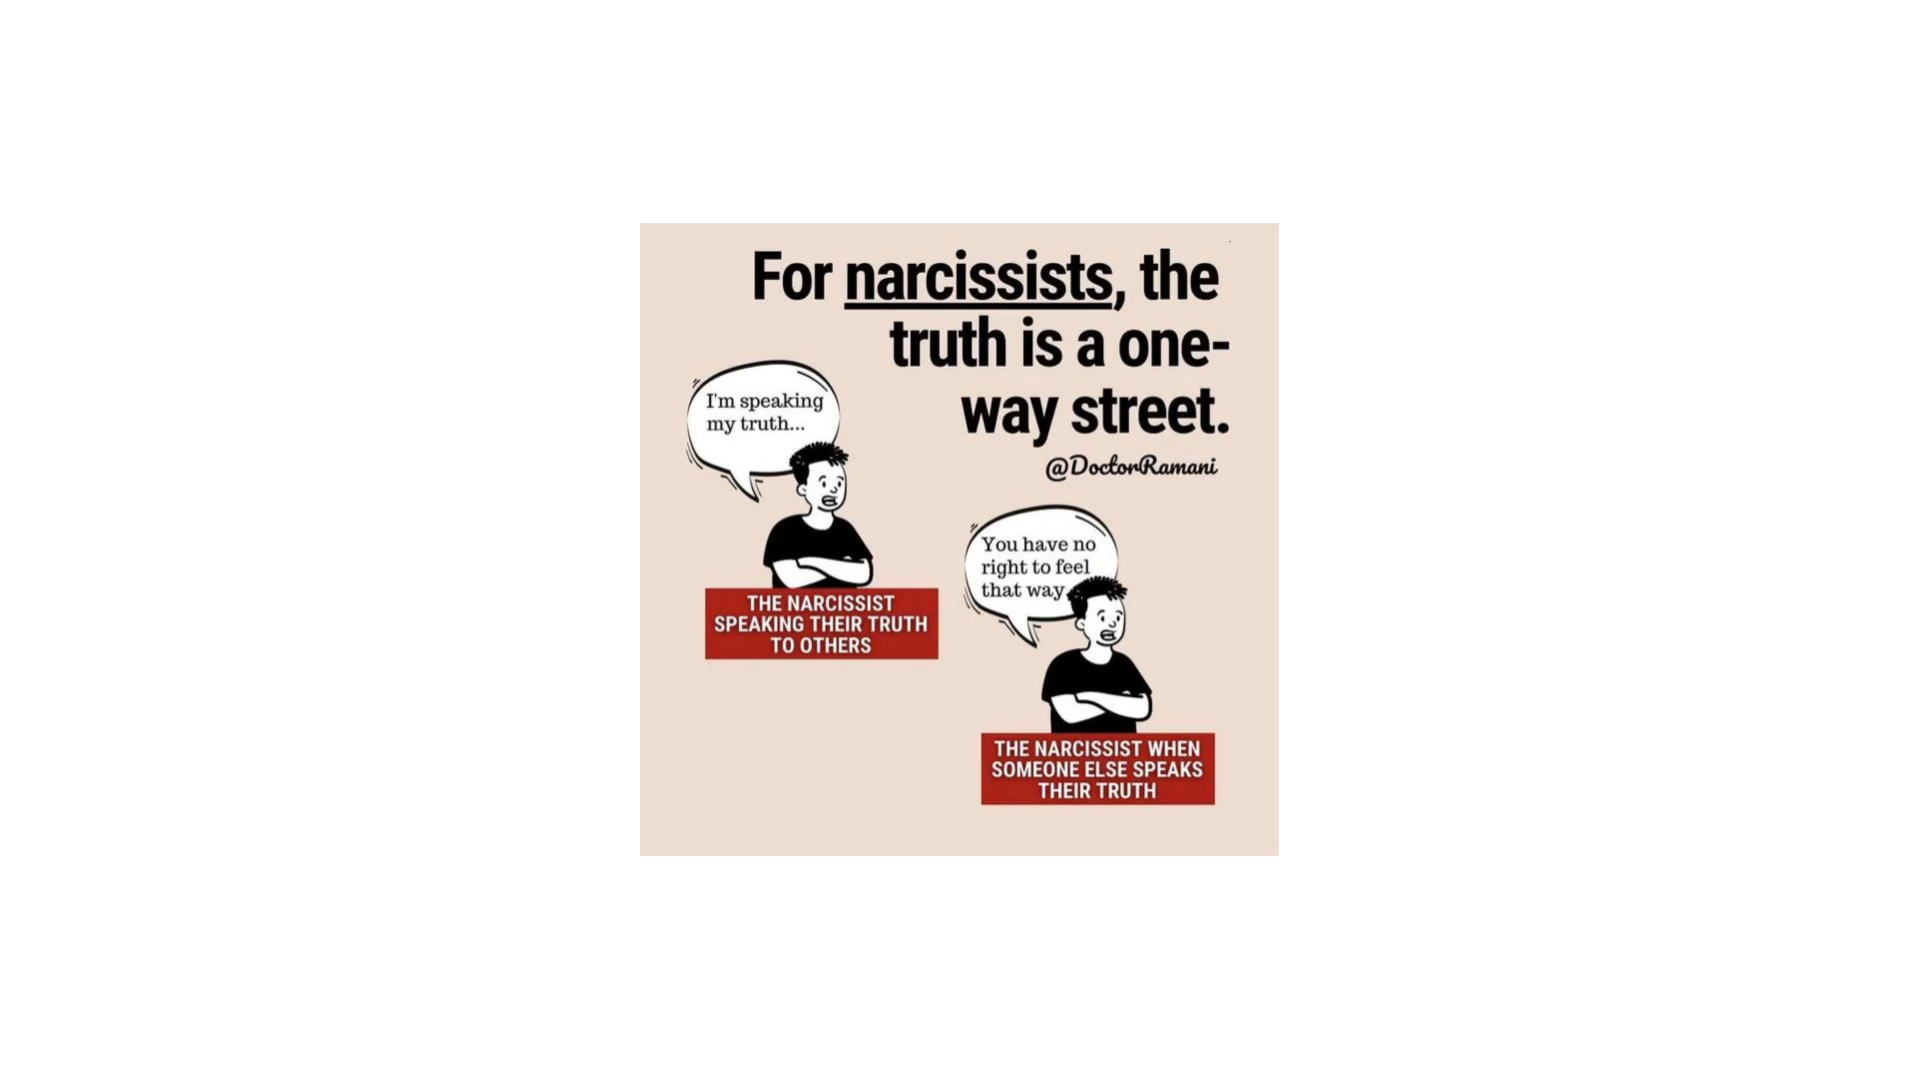 For narcissists, the
truth is a one-
way street.
@DoctorRamani
I'm speaking
my truth...
THE NARCISSIST
SPEAKING THEIR TRUTH
TO OTHERS
You have no
right to feel
that way
THE NARCISSIST WHEN
SOMEONE ELSE SPEAKS
THEIR TRUTH